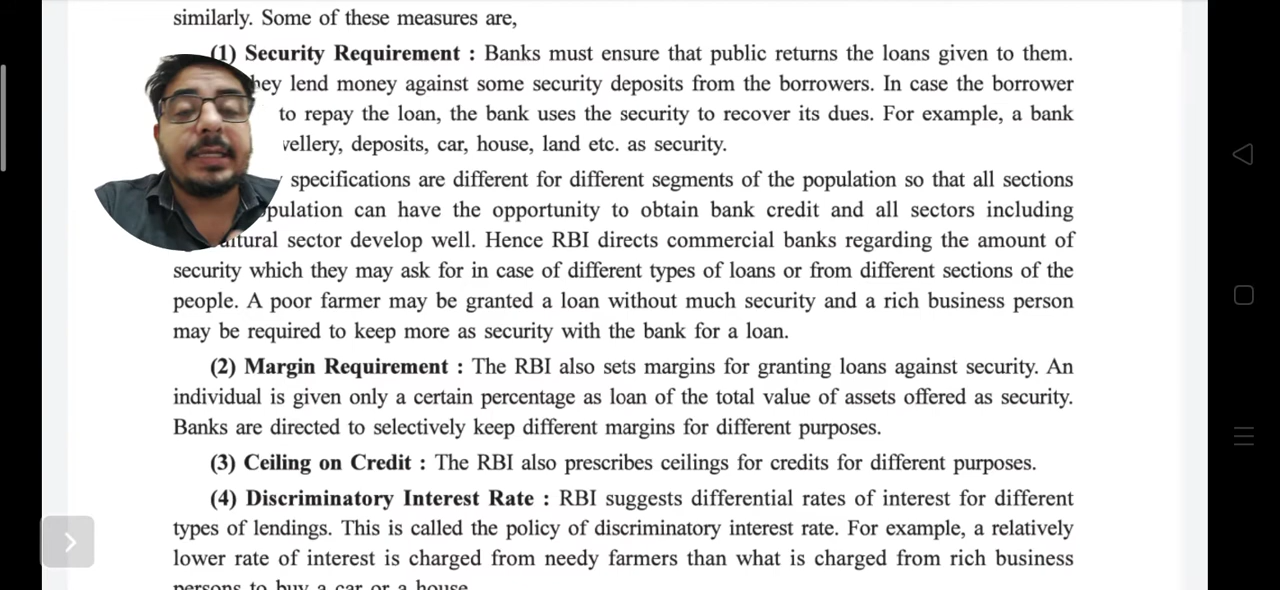 similarly. Some of these measures are,
(1) Security Requirement : Banks must ensure that public returns the loans given to them.
they lend money against some security deposits from the borrowers. In case the borrower
to repay the loan, the bank uses the security to recover its dues. For example, a bank
deposits, car, house, land etc. as security.
specifications are different for different segments of the population so that all sections
population can have the opportunity to obtain bank credit and all sectors including
sector develop well. Hence RBI directs commercial banks regarding the amount of
security which they may ask for in case of different types of loans or from different sections of the
people. A poor farmer may be granted a loan without much security and a rich business person
may be required to keep more as security with the bank for a loan.
(2) Margin Requirement : The RBI also sets margins for granting loans against security. An
individual is given only a certain percentage as loan of the total value of assets offered as security.
Banks are directed to selectively keep different margins for different purposes.
(3) Ceiling on Credit : The RBI also prescribes ceilings for credits for different purposes.
(4) Discriminatory Interest Rate : RBI suggests differential rates of interest for different
types of lendings. This is called the policy of discriminatory interest rate. For example, a relatively
lower rate of interest is charged from needy farmers than what is charged from rich business
persons to buy a car or a house.